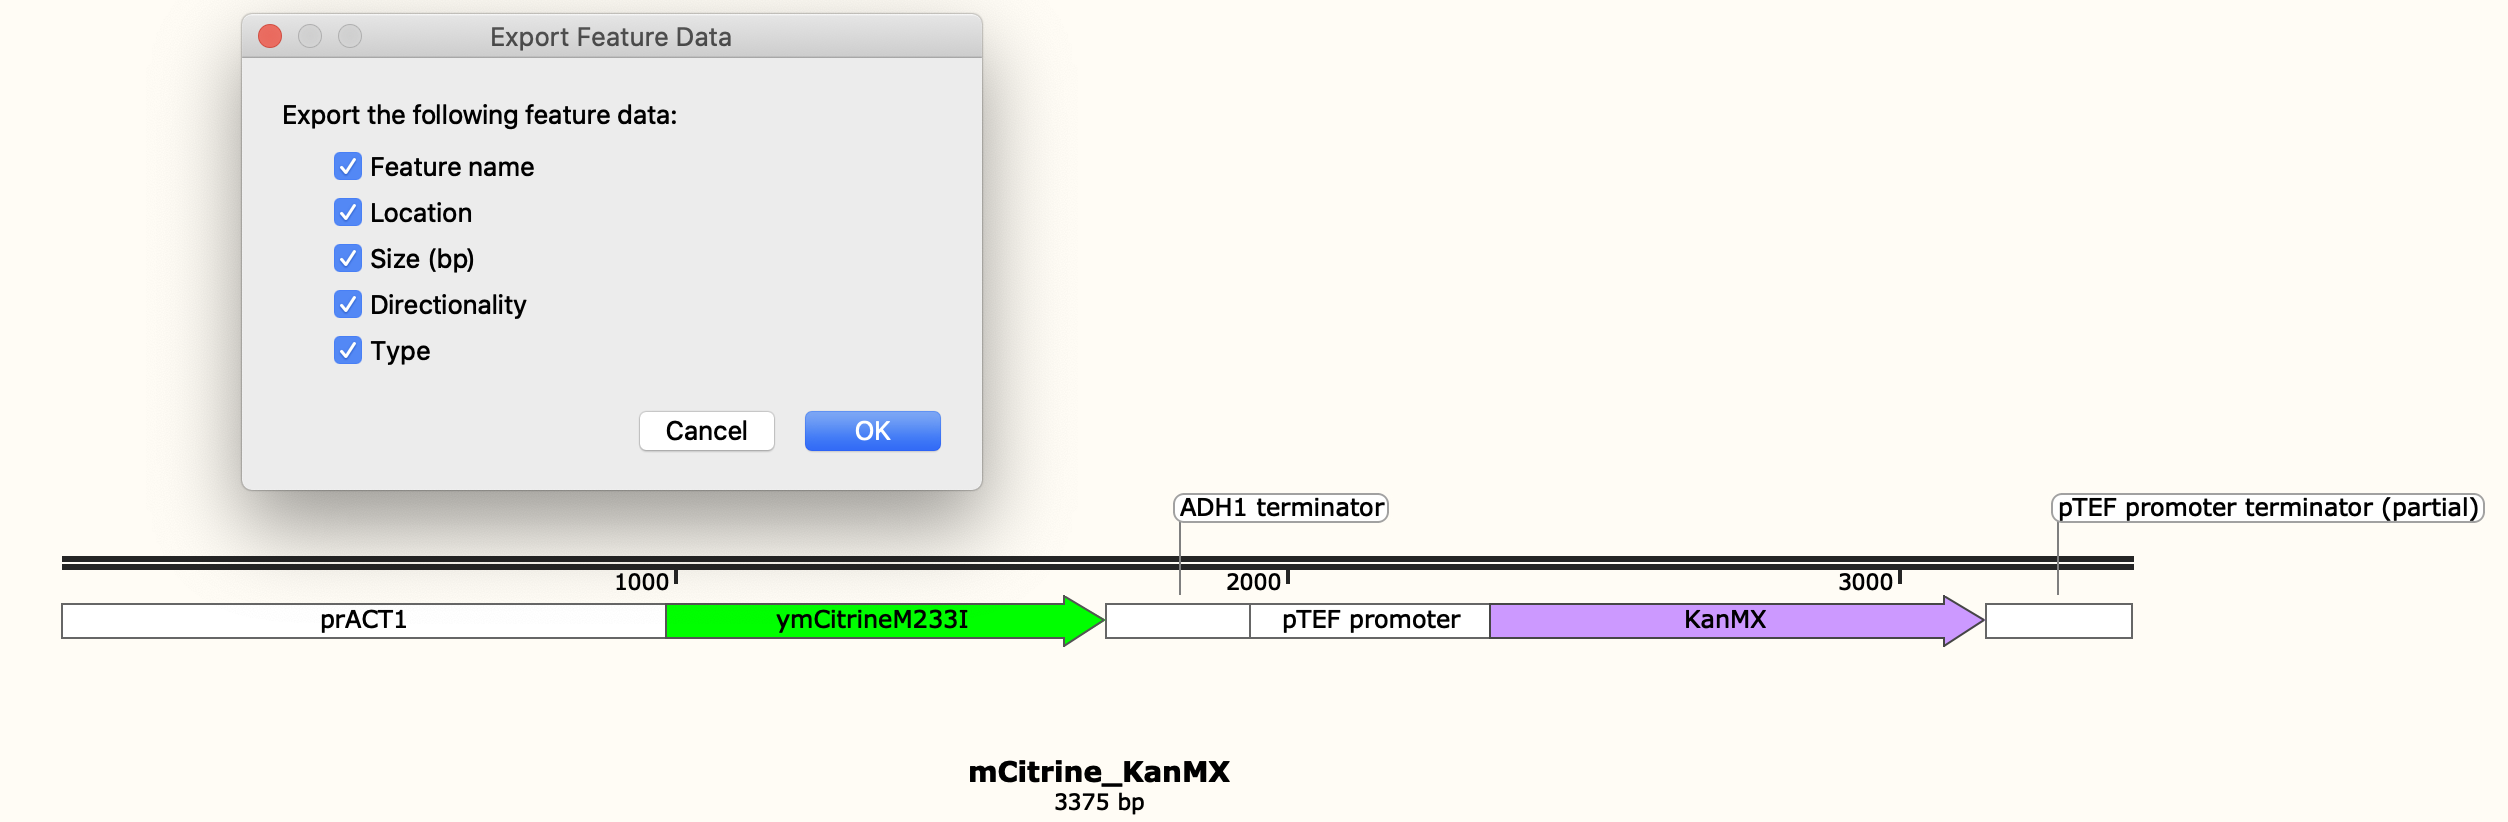 Export Feature Data
Export the following feature data:
Feature name
Location
Size (bp)
Directionality
Type
Cancel
OK
ADH1 terminator
pTEF promoter terminator (partial)
1000
2000
3000
prACT1
ymCitrineM233I
pTEF promoter
KanMX
mCitrine_KanMX
3375 bp